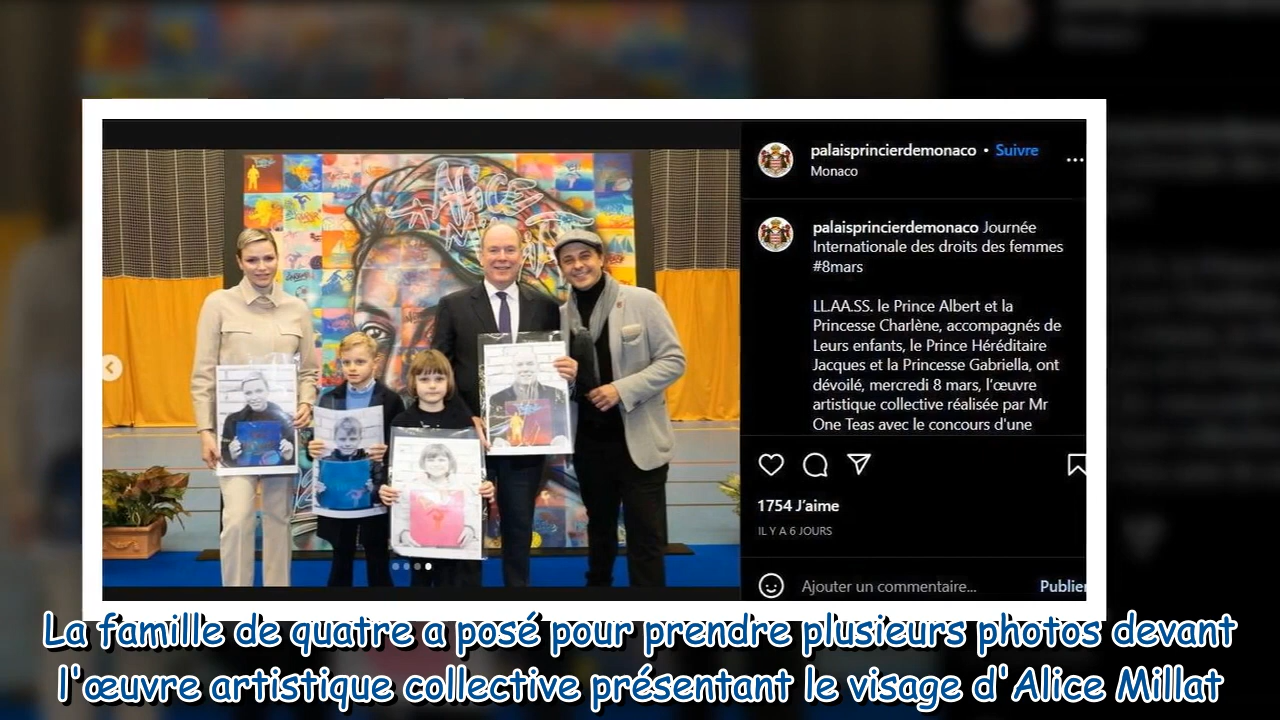 palaisprincierdemonaco • Suivre
Monaco
palaisprincierdemonaco Journée
Internationale des droits des femmes
#8mars
LL.AA.SS. le Prince Albert et la
Princesse Charlène, accompagnés de
Leurs enfants, le Prince Héréditaire
Jacques et la Princesse Gabriella, ont
dévoilé, mercredi 8 mars, l'œuvre
artistique collective réalisée par Mr
One Teas avec le concours d'une
1754 J'aime
IL Y A 6 JOURS
Ajouter un commentaire... Publier
La famille de quatre a posé pour prendre plusieurs photos devant
l'œuvre artistique collective présentant le visage d'Alice Millat